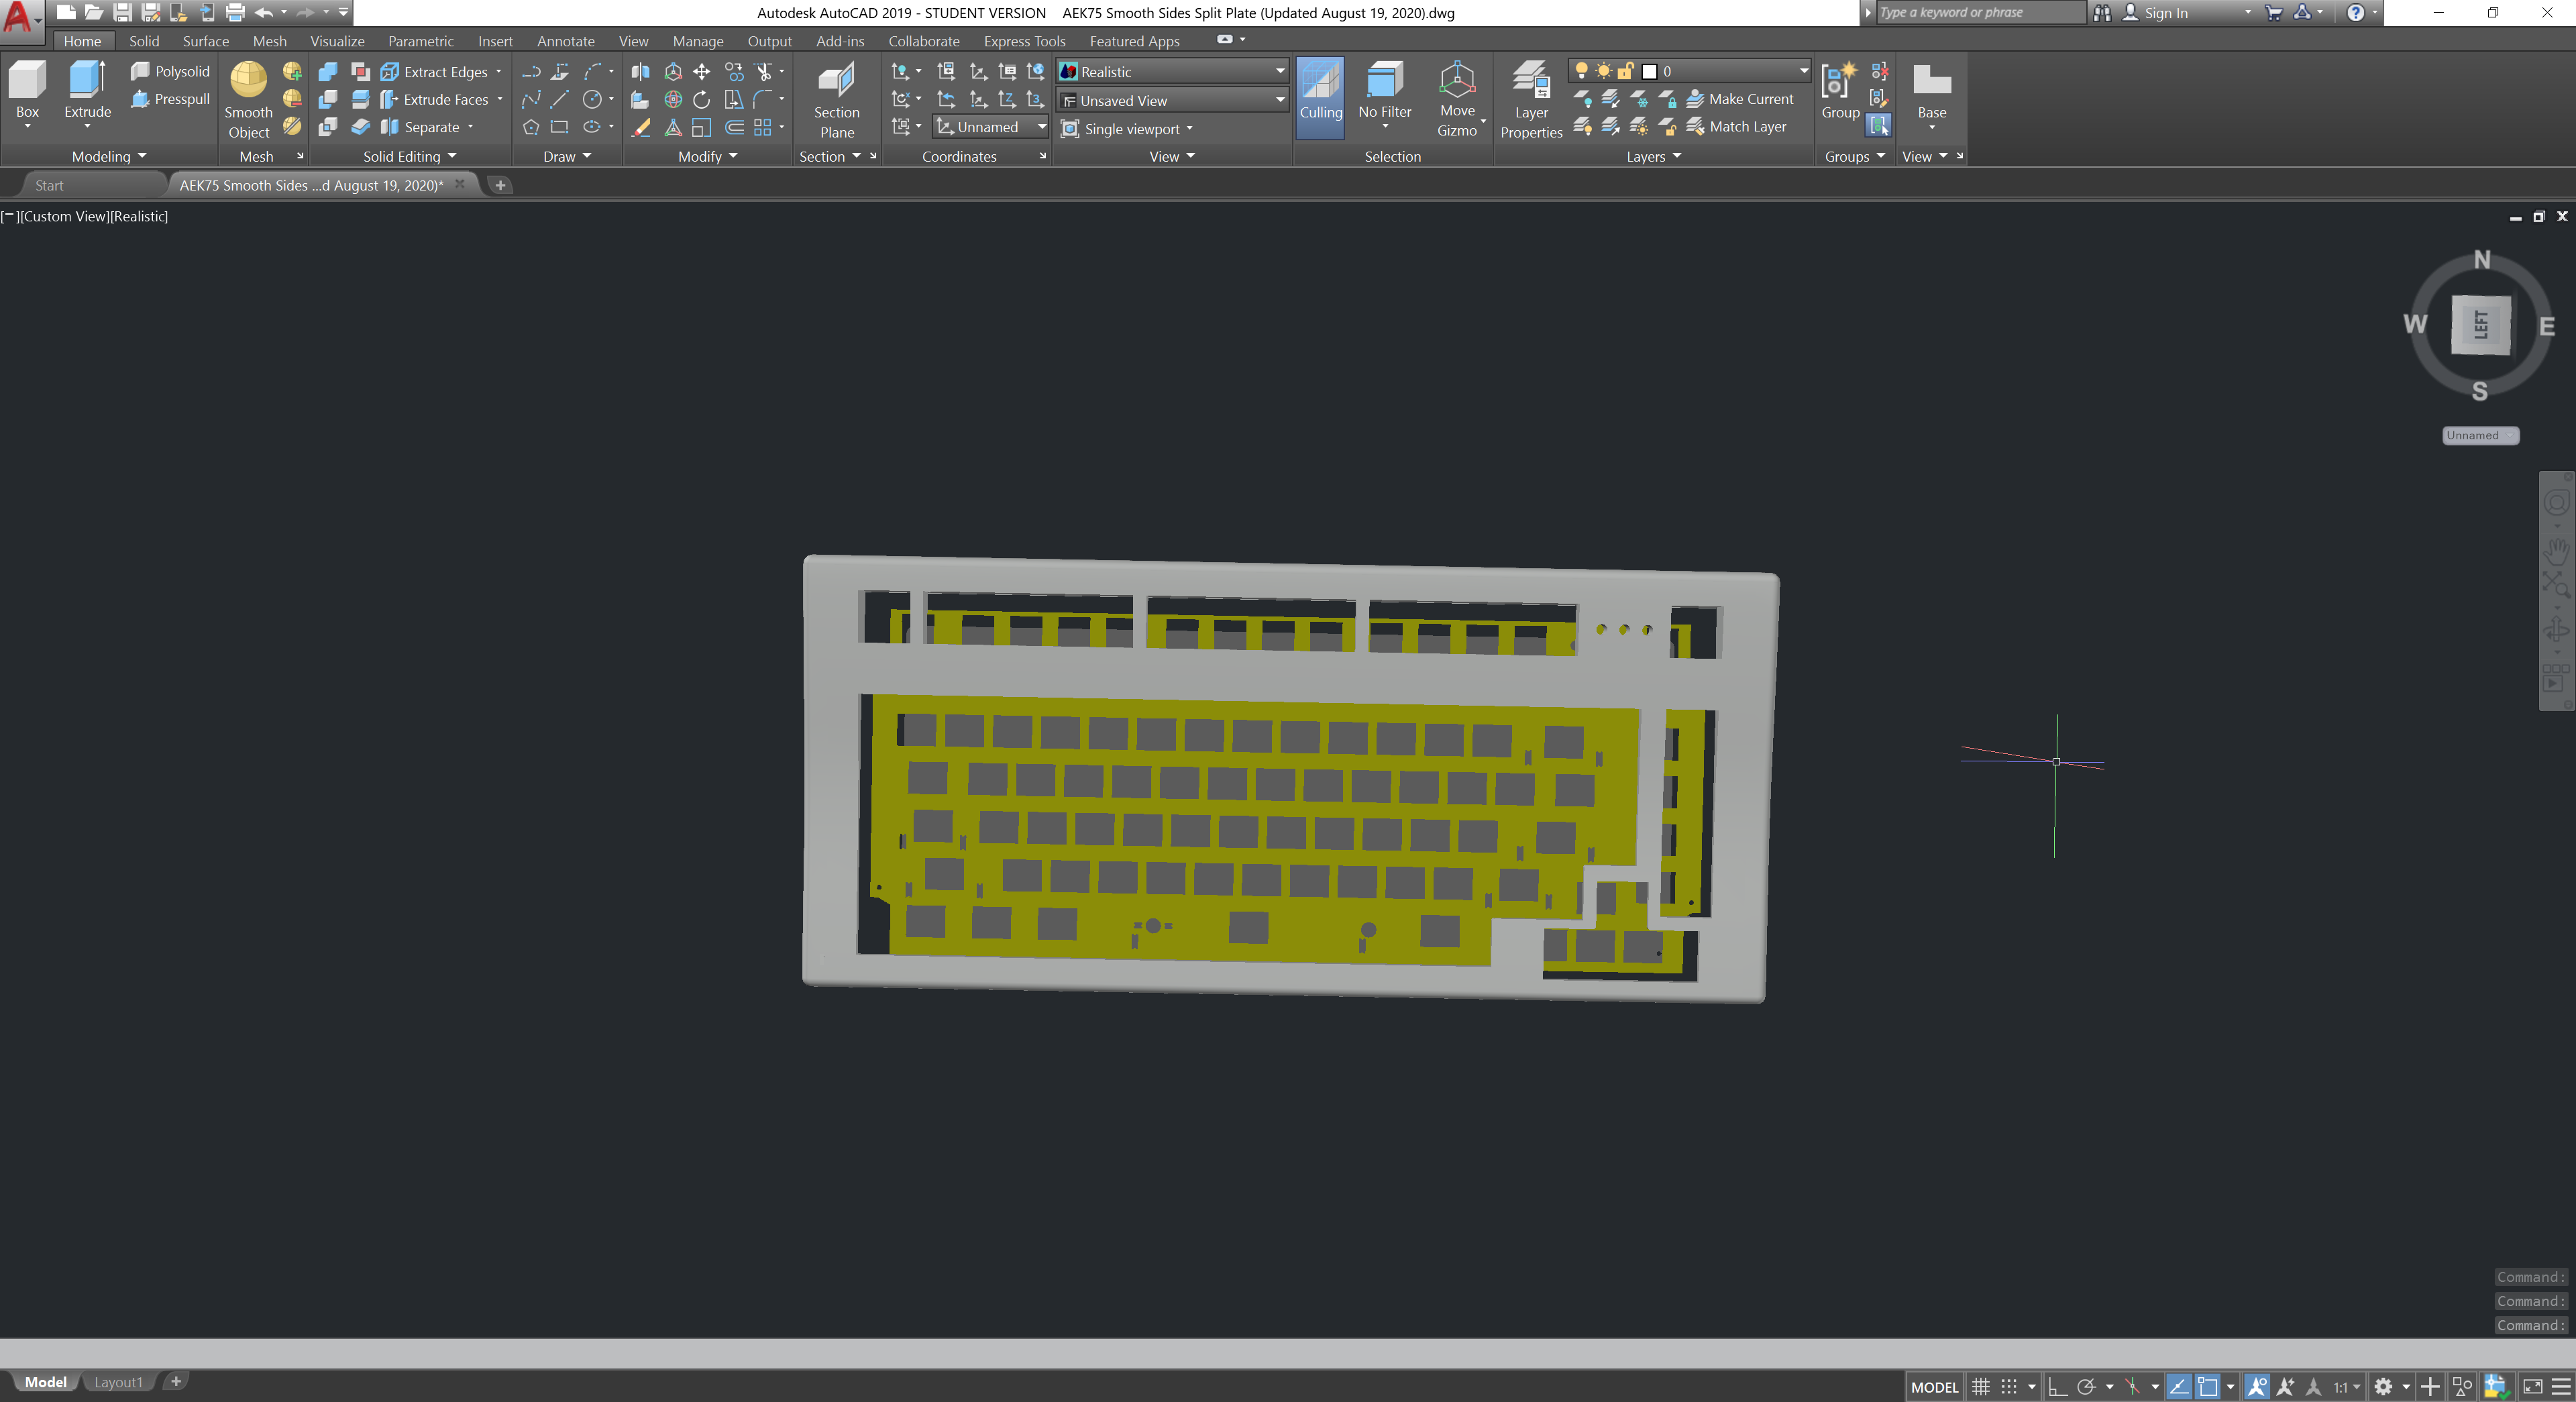 Autodesk AutoCAD 2019 - STUDENT VERSION    AEK75 Smooth Sides Split Plate (Updated August 19, 2020).dwg
Type a keyword or phrase
Sign In
Home Solid Surface Mesh Visualize Parametric Insert Annotate View Manage Output Add-ins Collaborate Express Tools Featured Apps
Box
Extrude
Polysolid
Presspull
Modeling
Smooth
Object
Mesh
Extract Edges
Extrude Faces
Separate
Solid Editing
Draw
Modify
Section
Plane
Section
Unnamed
Coordinates
Realistic
Unsaved View
Single viewport
View
Culling
No Filter
Move
Gizmo
Selection
Layer
Properties
0
Make Current
Match Layer
Layers
Group
Groups
Base
View
Start
AEK75 Smooth Sides ...d August 19, 2020)*
[−][Custom View][Realistic]
N
W
LEFT
E
S
Unnamed
Command:
Command:
Command:
Model
Layout1
MODEL
1:1